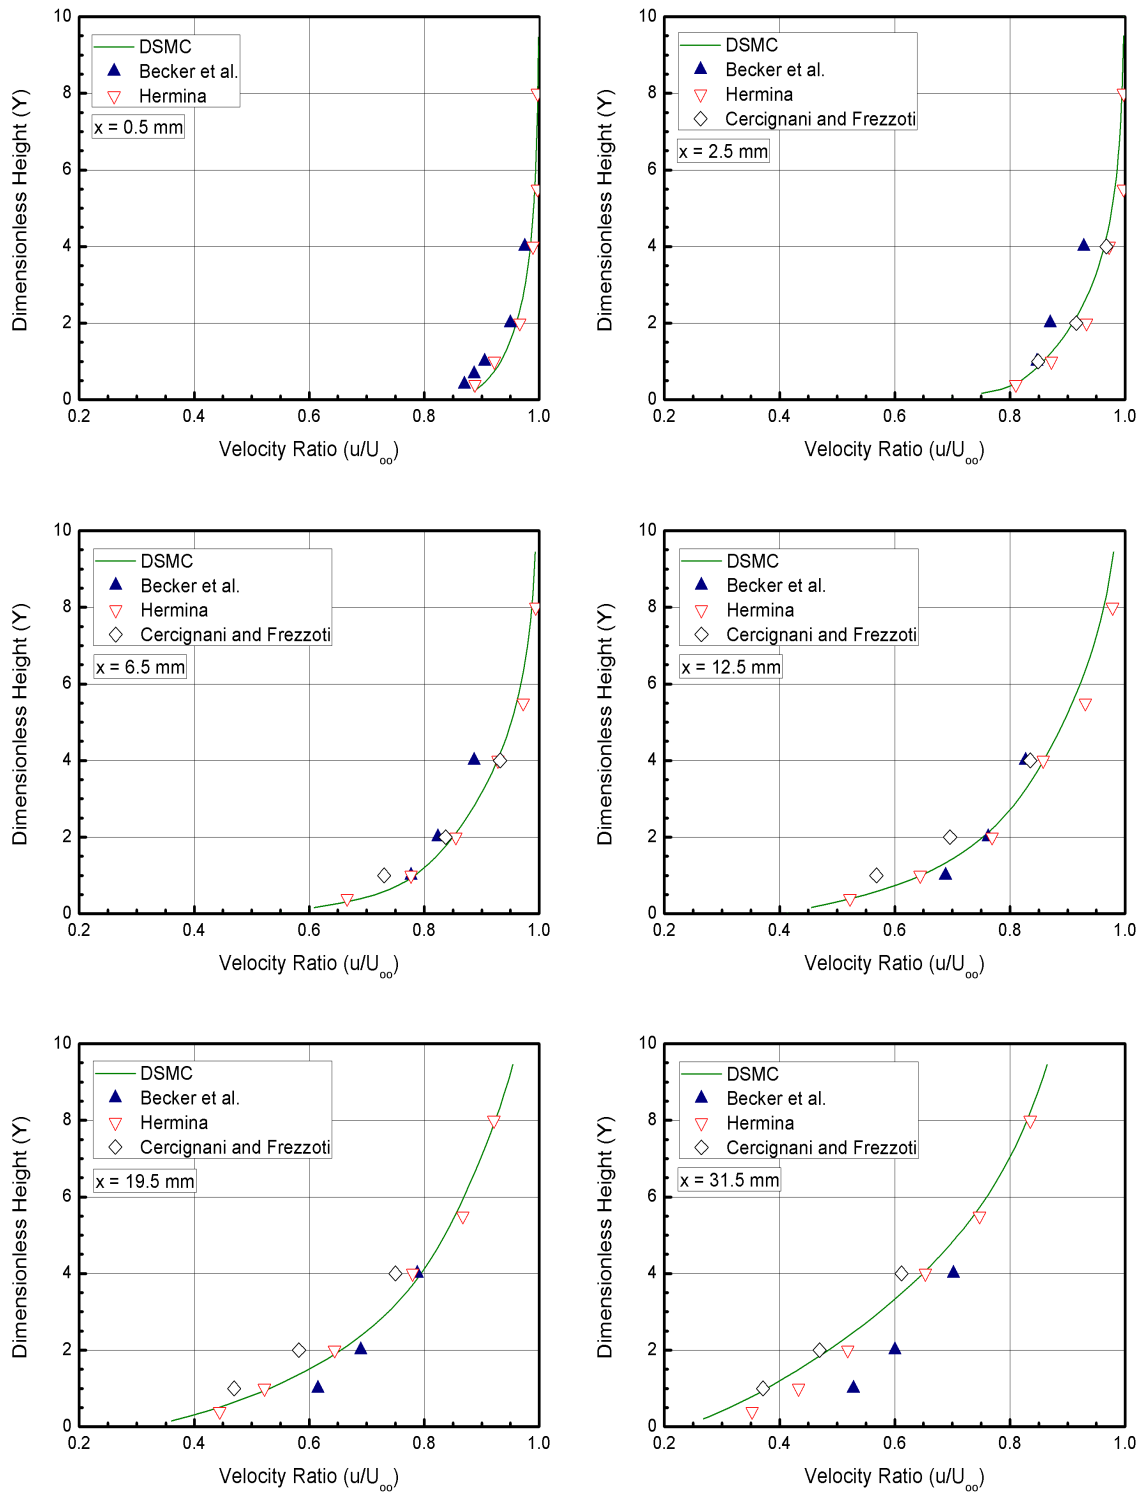 10
8
6
4
2
0
Dimensionless Height (Y)
DSMC
Becker et al.
Hermina
x = 0.5 mm
0.2 0.4 0.6 0.8 1.0
Velocity Ratio (u/U∞)
10
8
6
4
2
0
Dimensionless Height (Y)
DSMC
Becker et al.
Hermina
Cercignani and Frezzoti
x = 2.5 mm
0.2 0.4 0.6 0.8 1.0
Velocity Ratio (u/U∞)
10
8
6
4
2
0
Dimensionless Height (Y)
DSMC
Becker et al.
Hermina
Cercignani and Frezzoti
x = 6.5 mm
0.2 0.4 0.6 0.8 1.0
Velocity Ratio (u/U∞)
10
8
6
4
2
0
Dimensionless Height (Y)
DSMC
Becker et al.
Hermina
Cercignani and Frezzoti
x = 12.5 mm
0.2 0.4 0.6 0.8 1.0
Velocity Ratio (u/U∞)
10
8
6
4
2
0
Dimensionless Height (Y)
DSMC
Becker et al.
Hermina
Cercignani and Frezzoti
x = 19.5 mm
0.2 0.4 0.6 0.8 1.0
Velocity Ratio (u/U∞)
10
8
6
4
2
0
Dimensionless Height (Y)
DSMC
Becker et al.
Hermina
Cercignani and Frezzoti
x = 31.5 mm
0.2 0.4 0.6 0.8 1.0
Velocity Ratio (u/U∞)